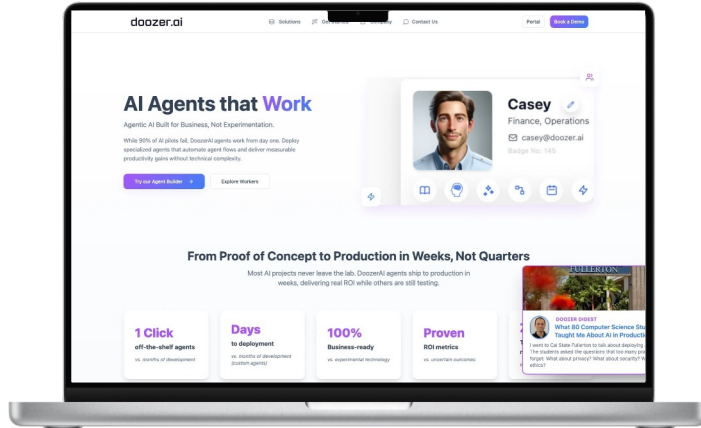 doozer.ai
Solutions
Contact Us
Portal
Book a Demo
AI Agents that Work
Agentic AI Built for Business, Not Experimentation.
While 90% of AI pilots fail, DoozerAI agents work from day one. Deploy
specialized agents that automate agent flows and deliver measurable
productivity gains without technical complexity.
Try our Agent Builder →
Explore Workers
Casey
Finance, Operations
casey@doozer.ai
Badge No: 145
From Proof of Concept to Production in Weeks, Not Quarters
Most AI projects never leave the lab. DoozerAI agents ship to production in
weeks, delivering real ROI while others are still testing.
1 Click
off-the-shelf agents
vs. months of development
Days
to deployment
vs. months of development
(custom agents)
100%
Business-ready
vs. experimental technology
Proven
ROI metrics
vs. uncertain outcomes
FULLERTON
DOOZER DIGEST
What 80 Computer Science Stu
Taught Me About AI in Producti
I went to Cal State Fullerton to talk about deploying
The students asked the questions that too many prac
forget: What about privacy? What about security? W
ethics?